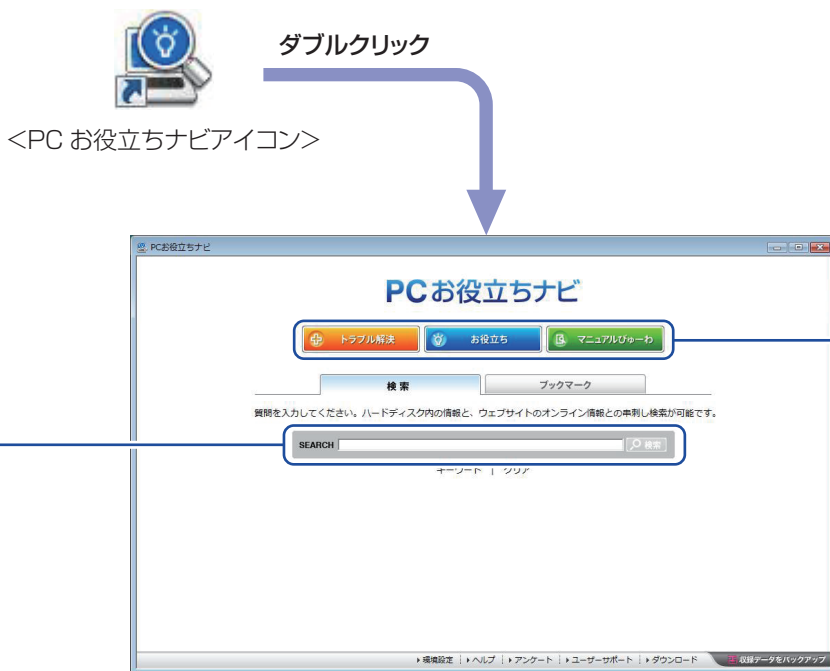 ダブルクリック
<PC お役立ちナビアイコン>
PCお役立ちナビ
PCお役立ちナビ
トラブル解決 お役立ち マニュアルびゅーわ
検索 ブックマーク
質問を入力してください。ハードディスク内の情報と、ウェブサイトのオンライン情報との串刺し検索が可能です。
SEARCH 検索
キーワード | クリア
環境設定 | ヘルプ | アンケート | ユーザーサポート | ダウンロード 収録データをバックアップ